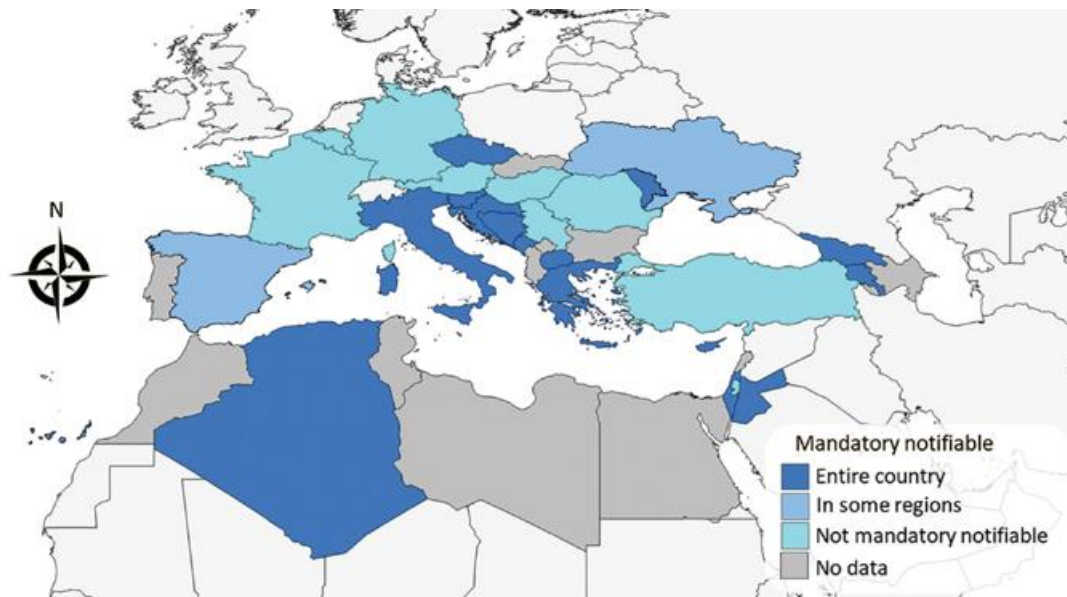 N
Mandatory notifiable
Entire country
In some regions
Not mandatory notifiable
No data